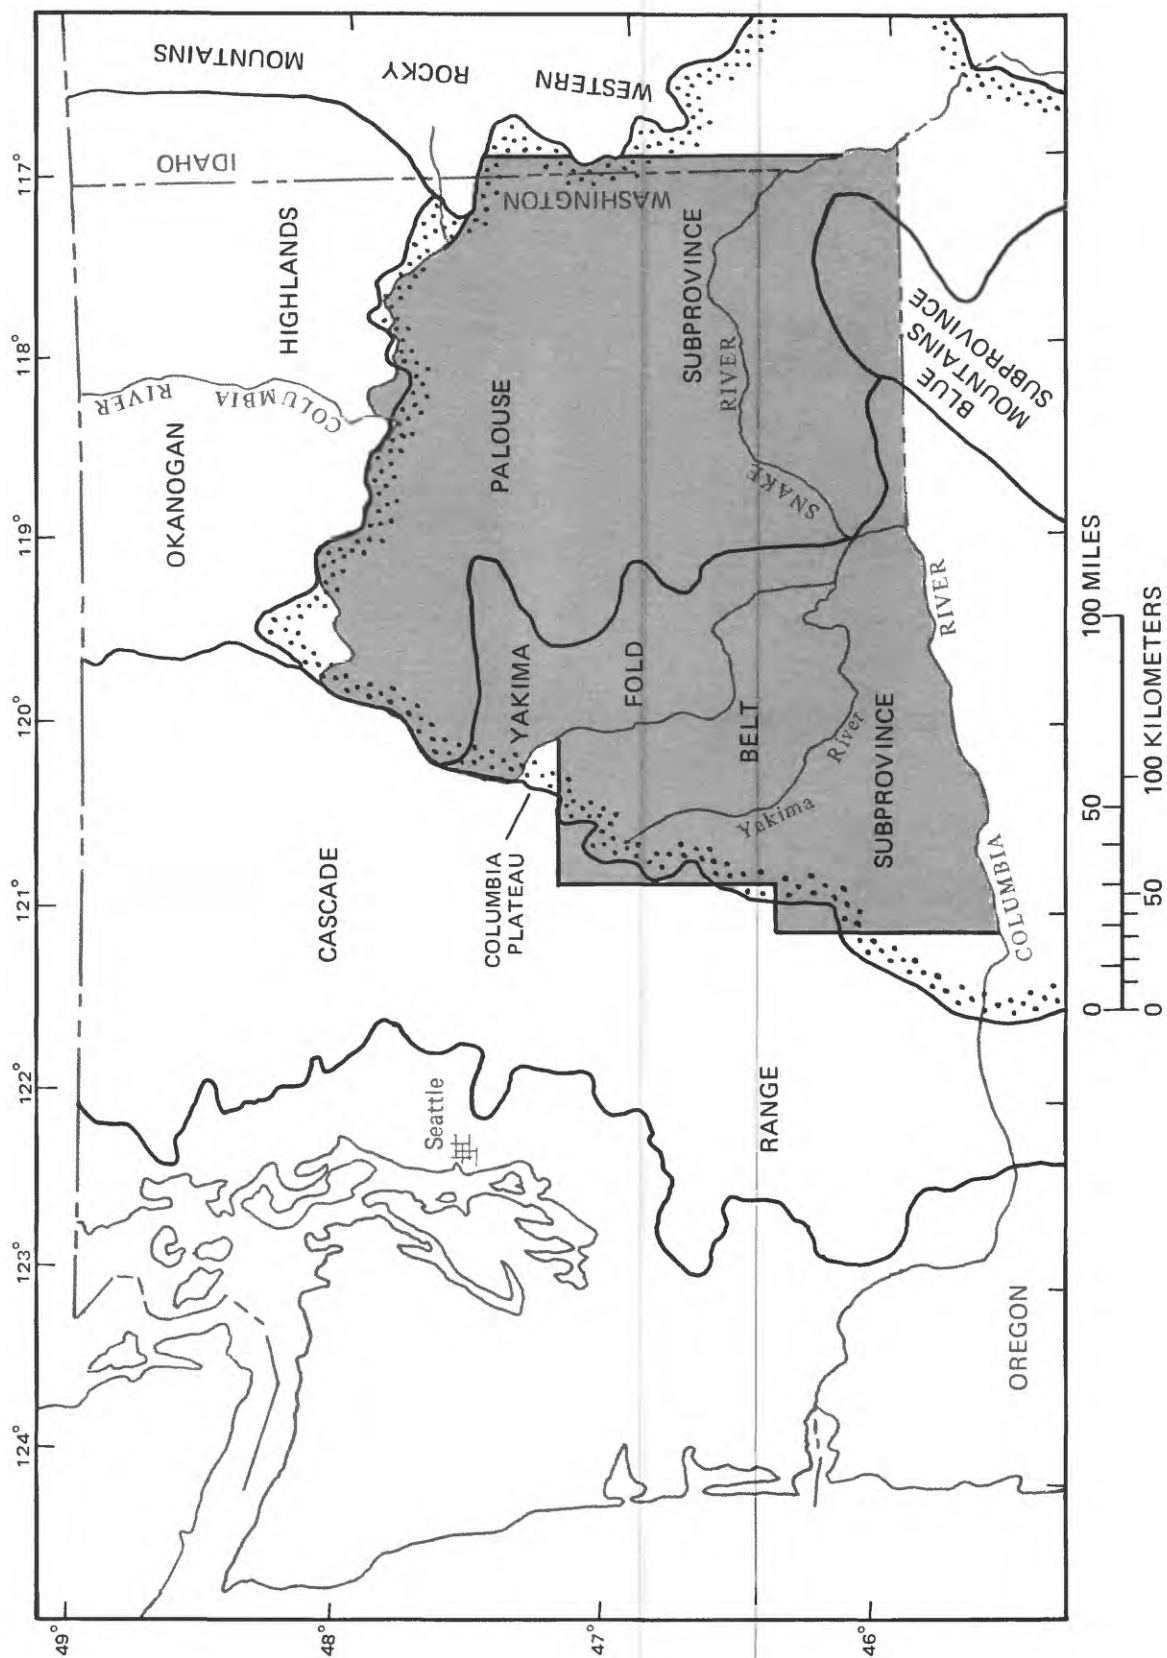 124°
123°
122°
121°
120°
119°
118°
117°
49°
48°
47°
46°
OKANOGAN
HIGHLANDS
COLUMBIA
RIVER
IDAHO
WASHINGTON
WESTERN
ROCKY
MOUNTAINS
CASCADE
RANGE
Seattle
COLUMBIA
PLATEAU
YAKIMA
FOLD
BELT
SUBPROVINCE
PALOUSE
SUBPROVINCE
SNAKE
RIVER
Yakima
River
COLUMBIA
RIVER
BLUE
MOUNTAINS
SUBPROVINCE
OREGON
0 50 100 MILES
0 50 100 KILOMETERS